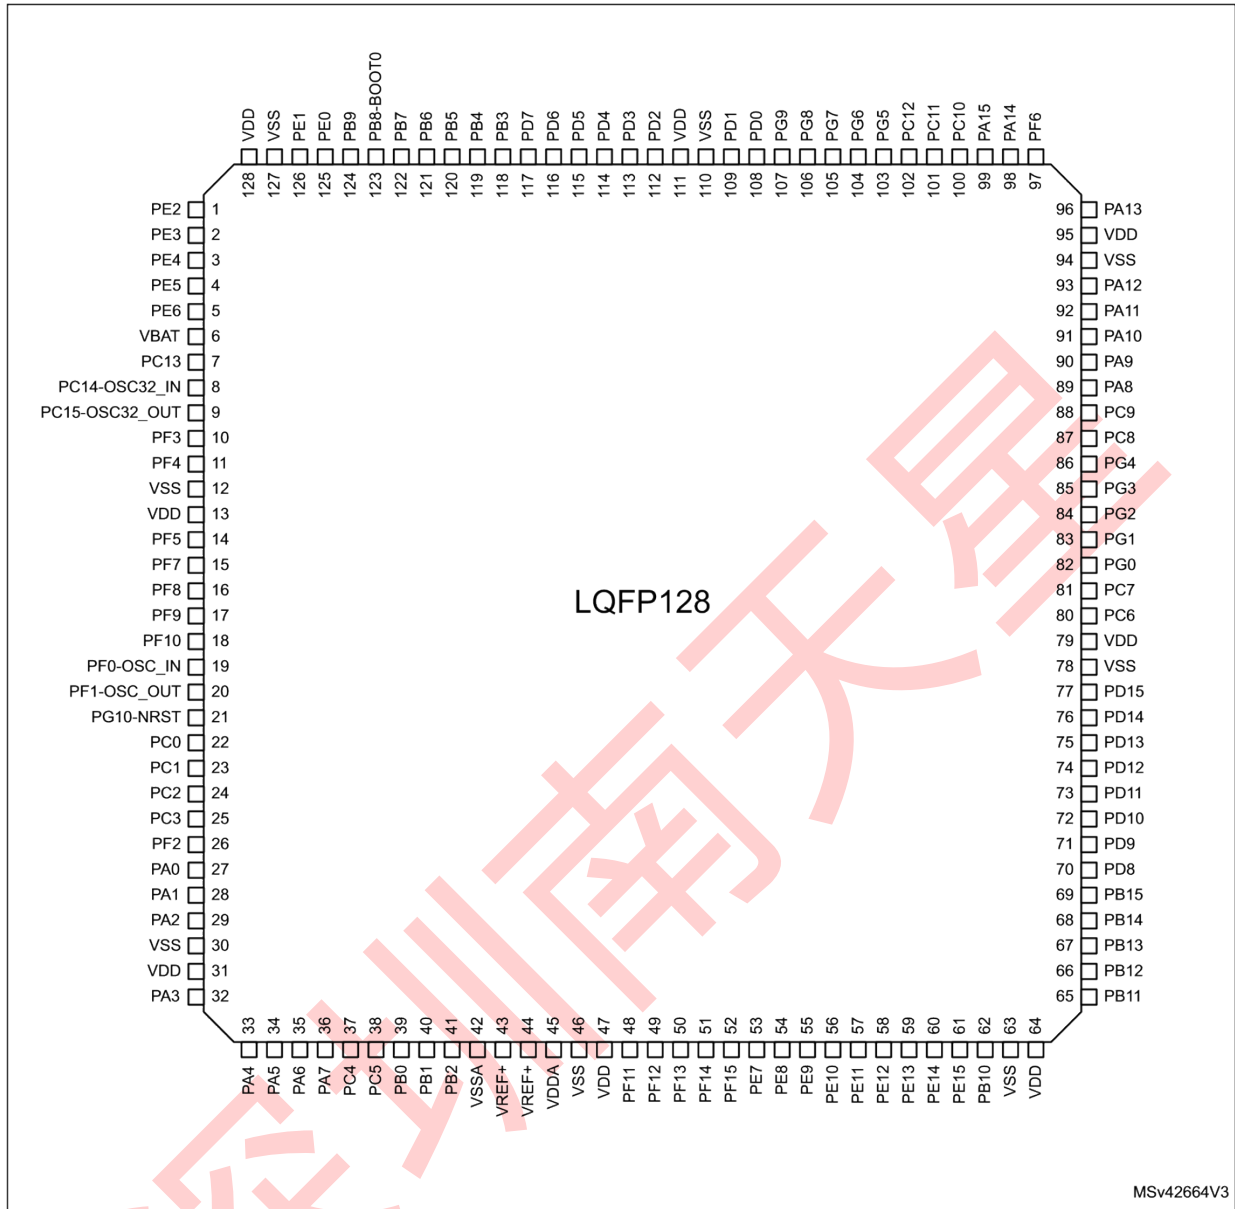 VDD VSS PE1 PE0 PB9 PB8-BOOT0 PB7 PB6 PB5 PB4 PB3 PD7 PD6 PD5 PD4 PD3 PD2 VDD VSS PD1 PD0 PG9 PG8 PG7 PG6 PG5 PC12 PC11 PC10 PA15 PA14 PF6
128 127 126 125 124 123 122 121 120 119 118 117 116 115 114 113 112 111 110 109 108 107 106 105 104 103 102 101 100 99 98 97
PE2 1 96 PA13
PE3 2 95 VDD
PE4 3 94 VSS
PE5 4 93 PA12
PE6 5 92 PA11
VBAT 6 91 PA10
PC13 7 90 PA9
PC14-OSC32_IN 8 89 PA8
PC15-OSC32_OUT 9 88 PC9
PF3 10 87 PC8
PF4 11 86 PG4
VSS 12 85 PG3
VDD 13 84 PG2
PF5 14 83 PG1
PF7 15 82 PG0
PF8 16 81 PC7
PF9 17 80 PC6
PF10 18 79 VDD
PF0-OSC_IN 19 78 VSS
PF1-OSC_OUT 20 77 PD15
PG10-NRST 21 76 PD14
PC0 22 75 PD13
PC1 23 74 PD12
PC2 24 73 PD11
PC3 25 72 PD10
PF2 26 71 PD9
PA0 27 70 PD8
PA1 28 69 PB15
PA2 29 68 PB14
VSS 30 67 PB13
VDD 31 66 PB12
PA3 32 65 PB11
LQFP128
33 34 35 36 37 38 39 40 41 42 43 44 45 46 47 48 49 50 51 52 53 54 55 56 57 58 59 60 61 62 63 64
PA4 PA5 PA6 PA7 PC4 PC5 PB0 PB1 PB2 VSSA VREF+ VREF+ VDDA VSS VDD PF11 PF12 PF13 PF14 PF15 PE7 PE8 PE9 PE10 PE11 PE12 PE13 PE14 PE15 PB10 VSS VDD
深圳南天星
MSv42664V3